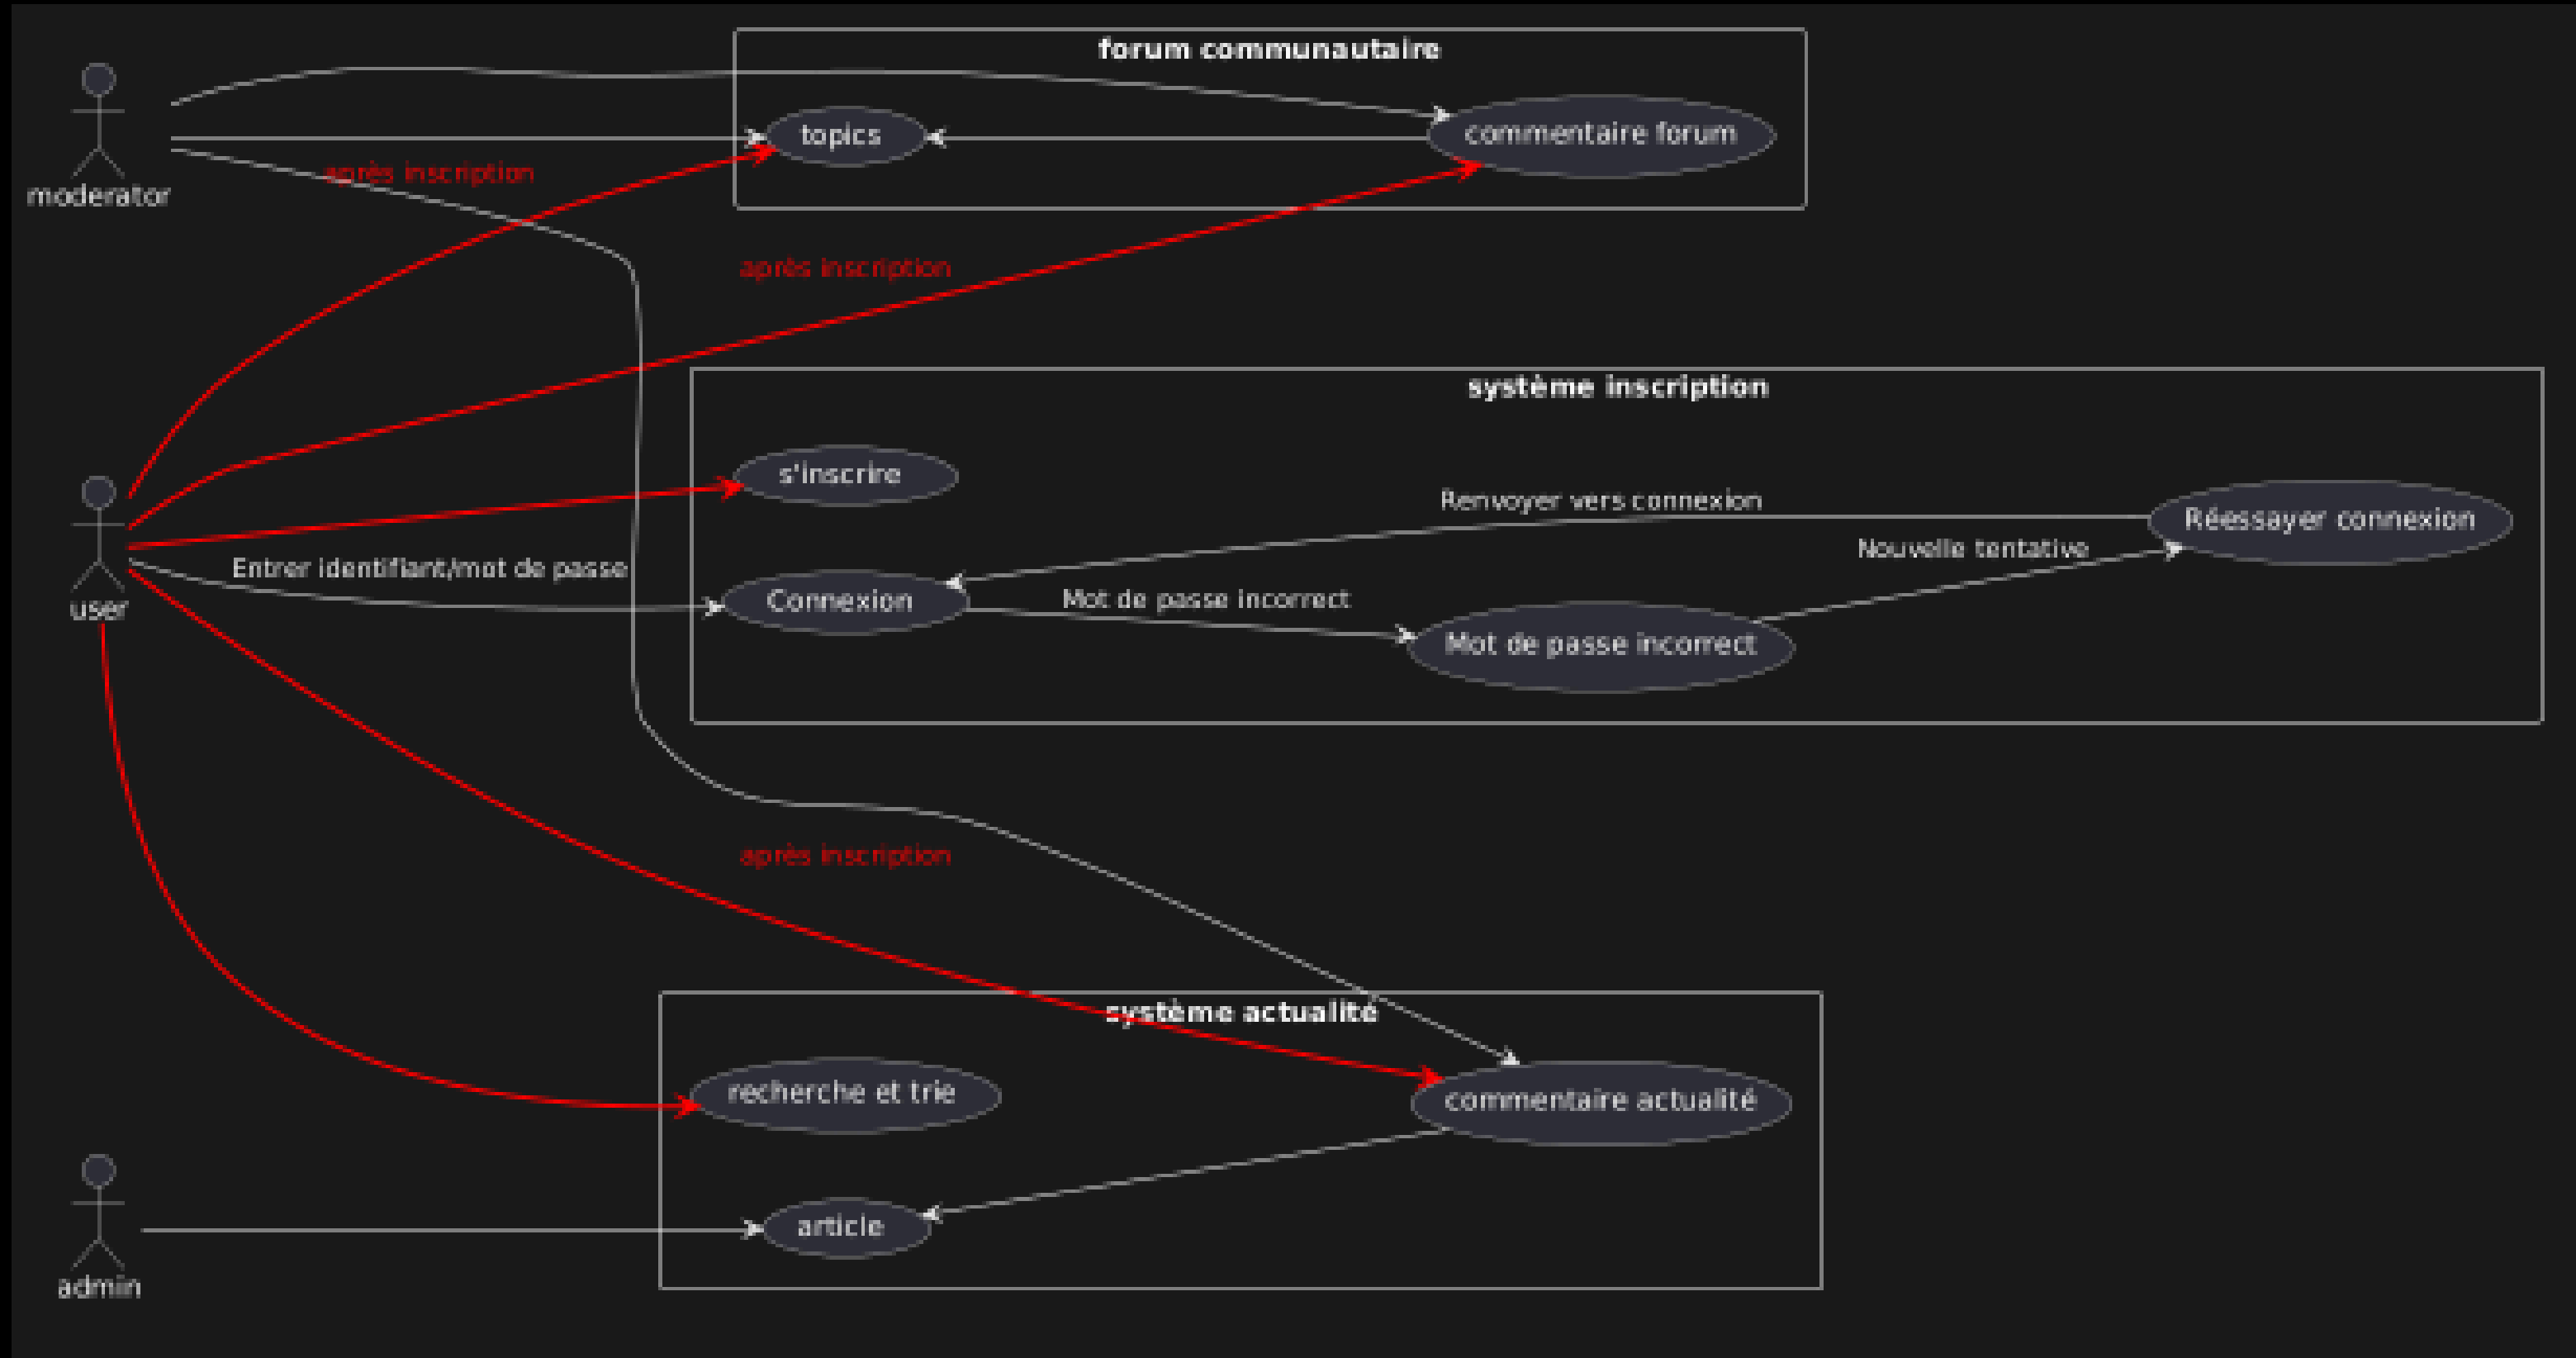 forum communautaire
topics
commentaire forum
après inscription
moderator
après inscription
système inscription
s'inscrire
Renvoyer vers connexion
Réessayer connexion
Nouvelle tentative
Entrer identifiant/mot de passe
Connexion
Mot de passe incorrect
user
Mot de passe incorrect
après inscription
système actualité
recherche et trie
commentaire actualité
article
admin